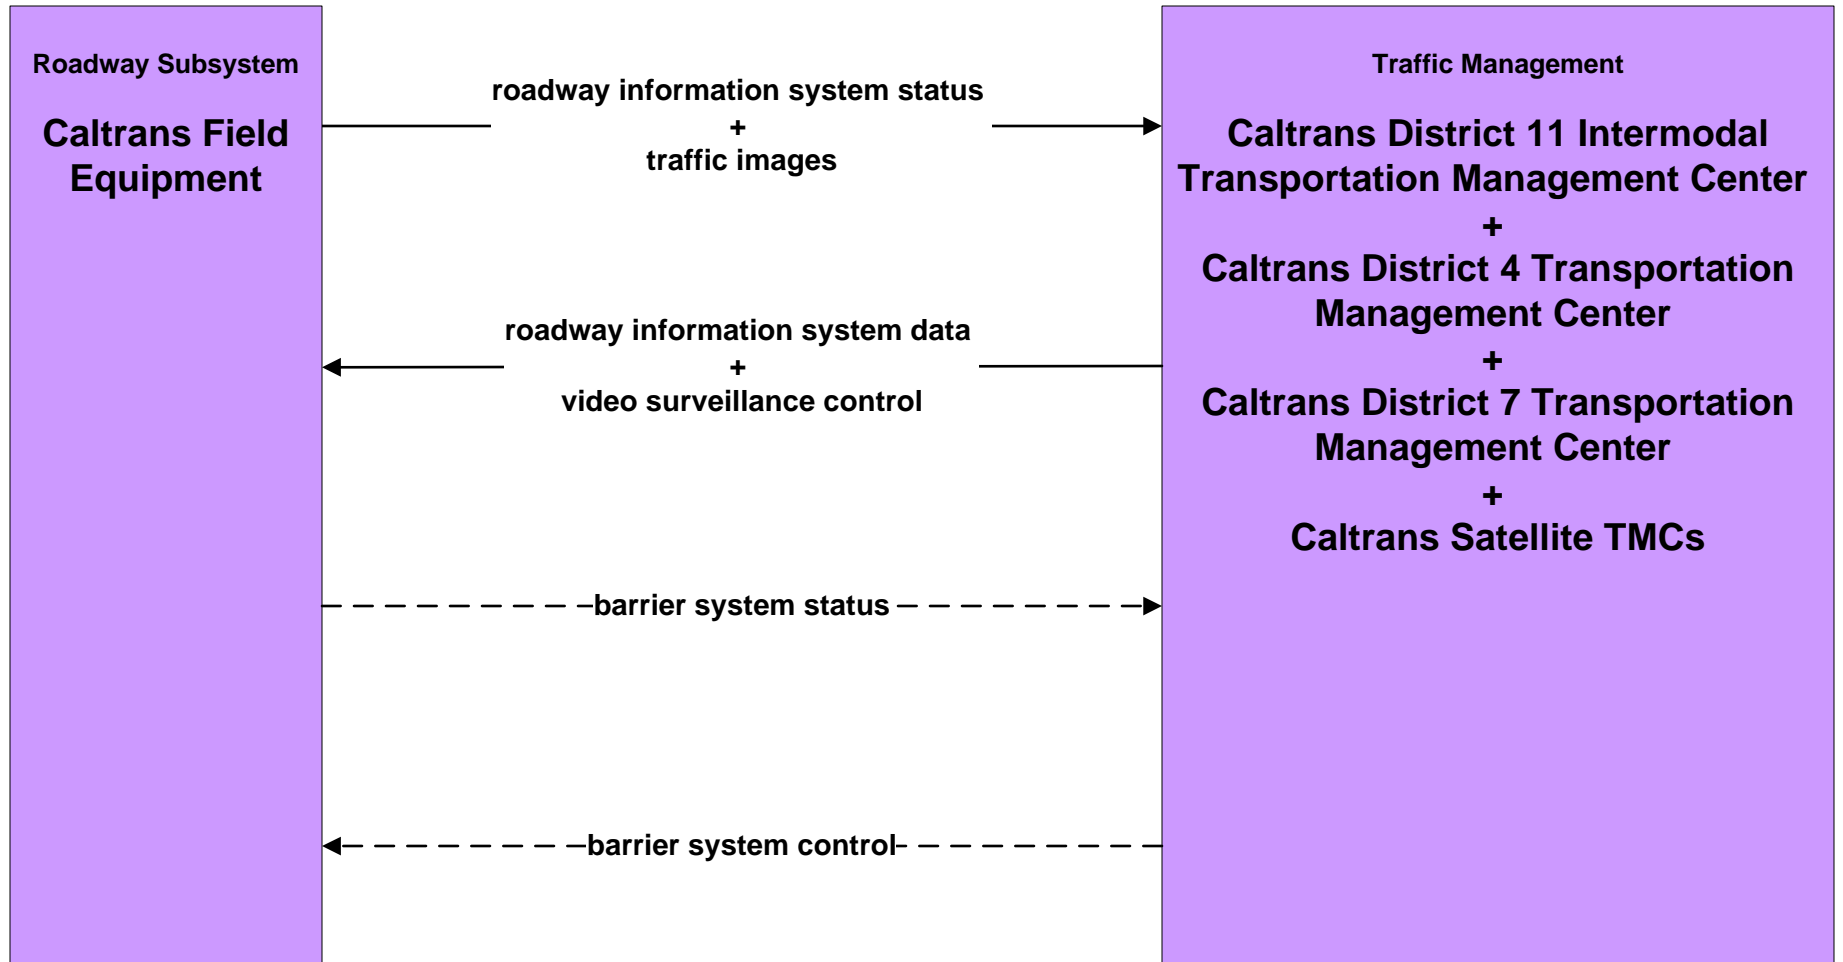 Roadway Subsystem
Caltrans Field
Equipment
roadway information system status
+
traffic images
roadway information system data
+
video surveillance control
barrier system status
barrier system control
Traffic Management
Caltrans District 11 Intermodal
Transportation Management Center
+
Caltrans District 4 Transportation
Management Center
+
Caltrans District 7 Transportation
Management Center
+
Caltrans Satellite TMCs